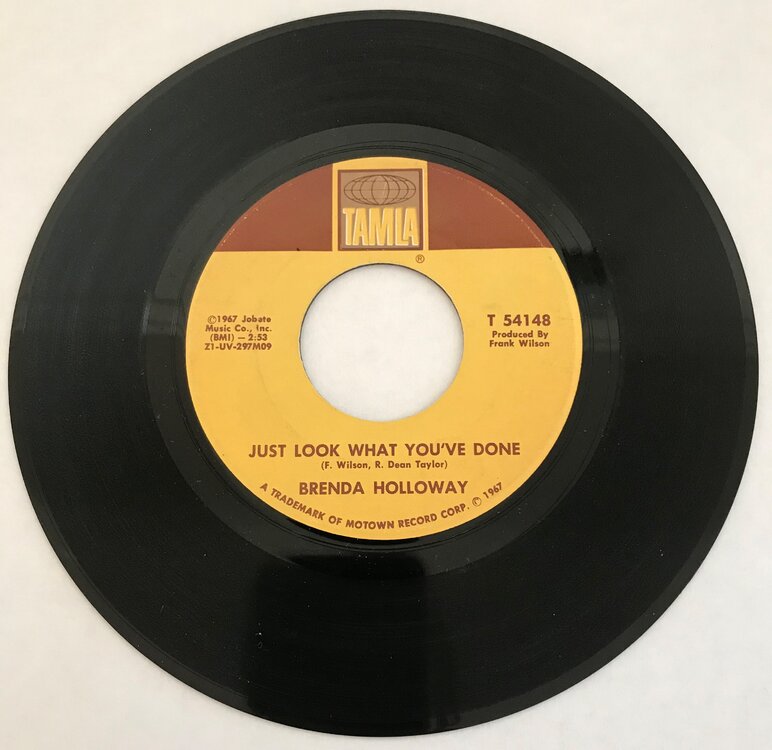 TAMLA
®
©1967 Jobete
Music Co., Inc.
(BMI) — 2:53
Z1-UV-297M09
T 54148
Produced By
Frank Wilson
JUST LOOK WHAT YOU'VE DONE
(F. Wilson, R. Dean Taylor)
BRENDA HOLLOWAY
A TRADEMARK OF MOTOWN RECORD CORP. © 1967